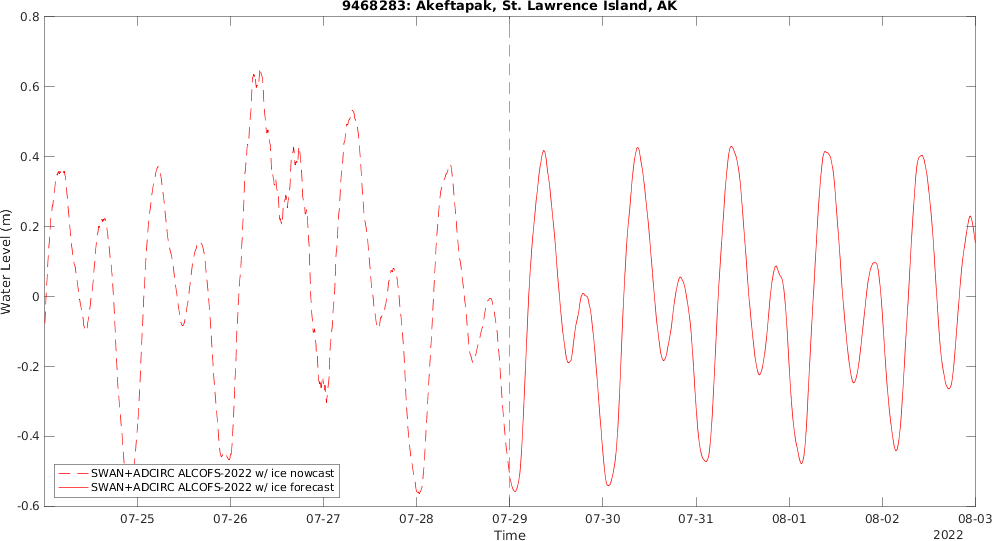 9468283: Akeftapak, St. Lawrence Island, AK
0.8
0.6
0.4
0.2
0
-0.2
-0.4
-0.6
Water Level (m)
SWAN+ADCIRC ALCOFS-2022 w/ ice nowcast
SWAN+ADCIRC ALCOFS-2022 w/ ice forecast
07-25 07-26 07-27 07-28 07-29 07-30 07-31 08-01 08-02 08-03
Time
2022